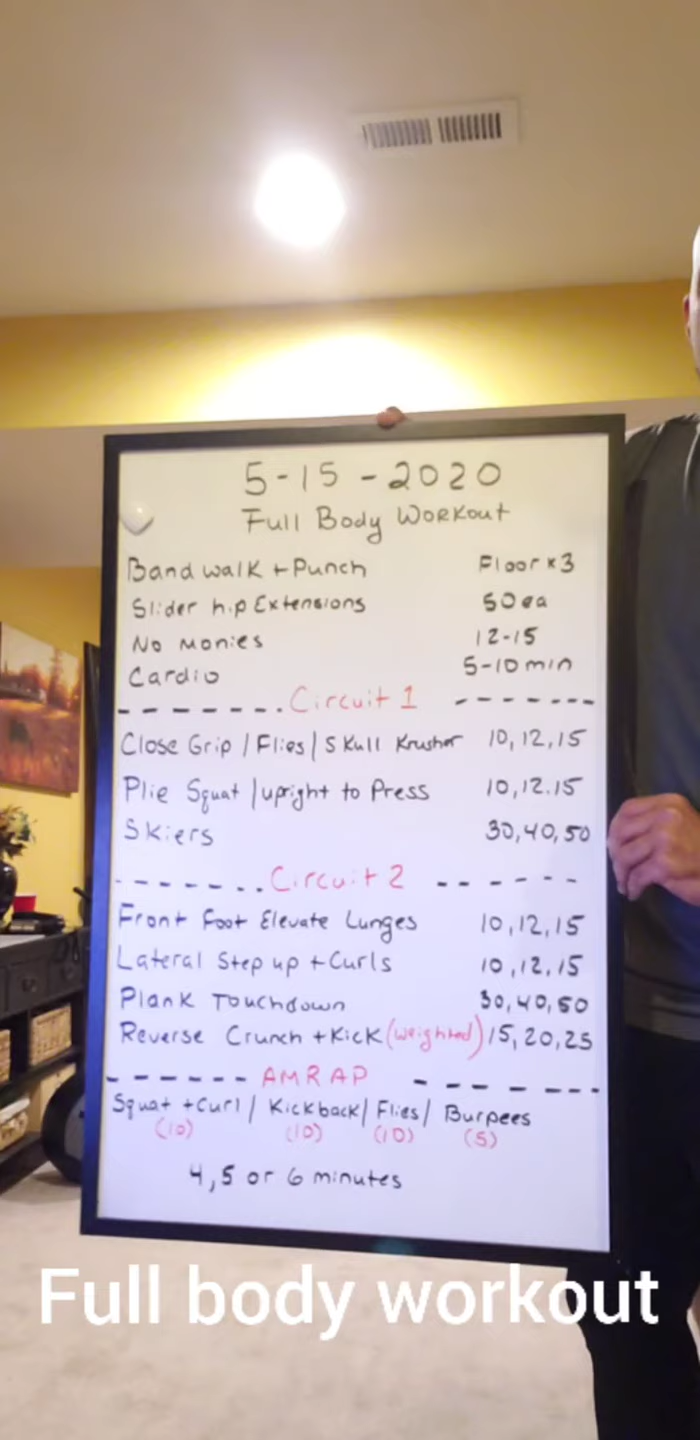 5-15-2020
Full Body Workout
Band walk + Punch Floor x3
Slider hip Extensions 50 ea
No Monies 12-15
Cardio 5-10 min
------- Circuit 1 ------
Close Grip / Flies / Skull Krusher 10, 12, 15
Plie Squat / upright to Press 10, 12. 15
Skiers 30, 40, 50
------- Circuit 2 ------
Front Foot Elevate Lunges 10, 12, 15
Lateral Step up + Curls 10, 12, 15
Plank Touchdown 30, 40, 50
Reverse Crunch + Kick (weighted) 15, 20, 25
------- AMRAP ------
Squat + Curl / Kickback / Flies / Burpees
(10) (10) (10) (5)
4, 5 or 6 minutes
Full body workout